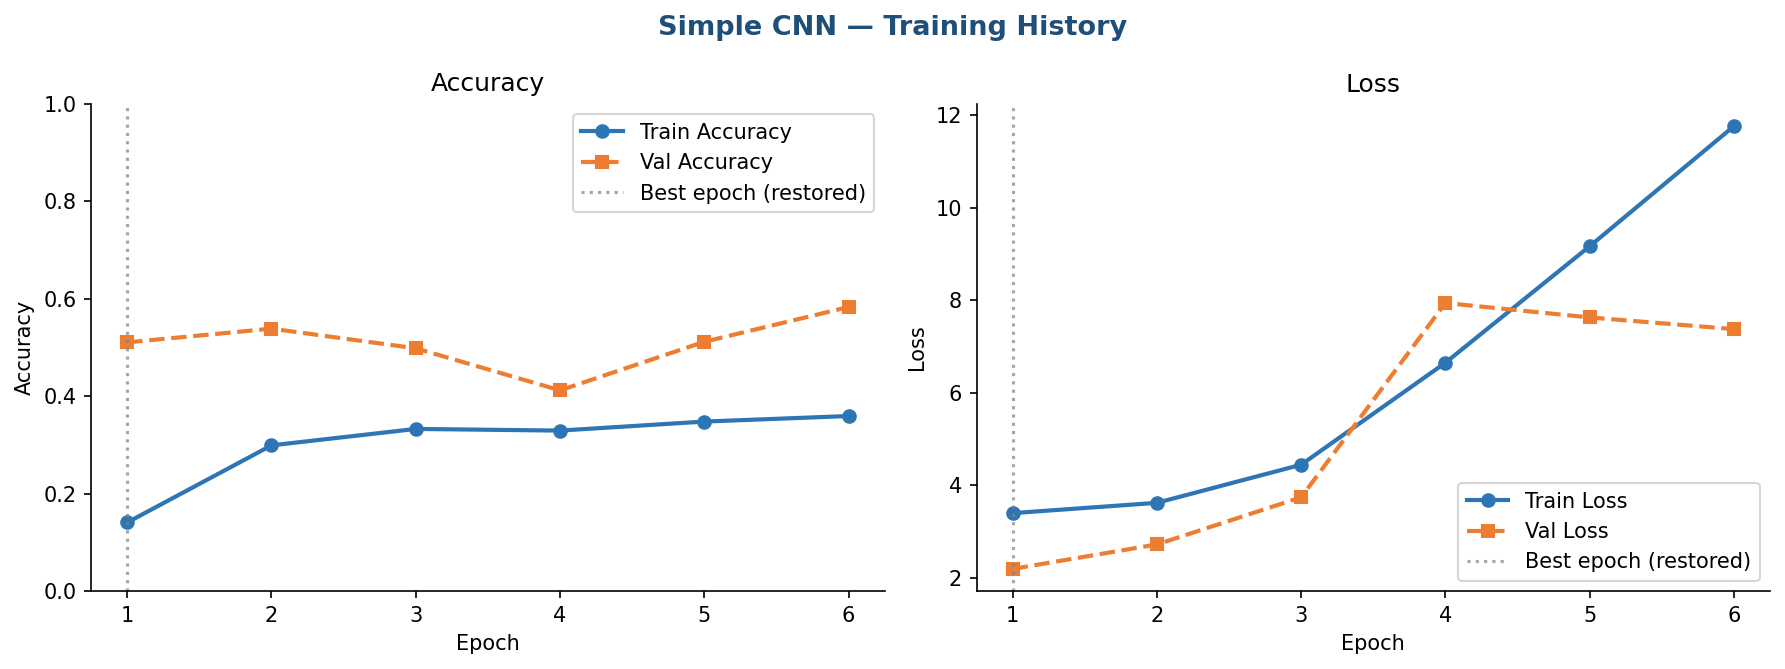 Simple CNN — Training History
Accuracy
1.0
0.8
0.6
0.4
0.2
0.0
Accuracy
Train Accuracy
Val Accuracy
Best epoch (restored)
1 2 3 4 5 6
Epoch
Loss
12
10
8
6
4
2
Loss
Train Loss
Val Loss
Best epoch (restored)
1 2 3 4 5 6
Epoch